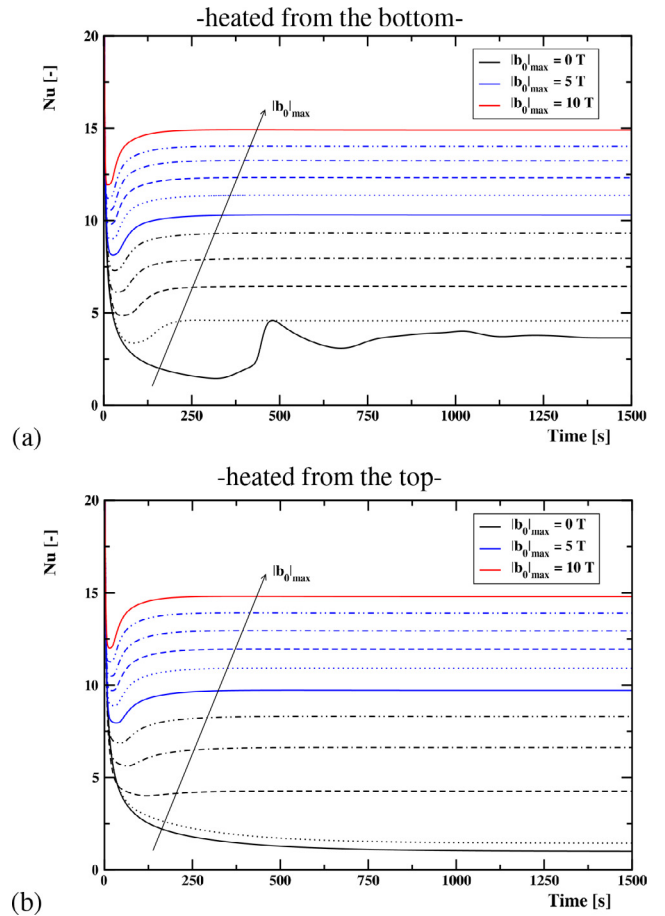 -heated from the bottom-
20
15
10
5
0
Nu [-]
|b0|max = 0 T
|b0|max = 5 T
|b0|max = 10 T
|b0|max
0 250 500 750 1000 1250 1500
Time [s]
(a)
-heated from the top-
20
15
10
5
0
Nu [-]
|b0|max = 0 T
|b0|max = 5 T
|b0|max = 10 T
|b0|max
0 250 500 750 1000 1250 1500
Time [s]
(b)